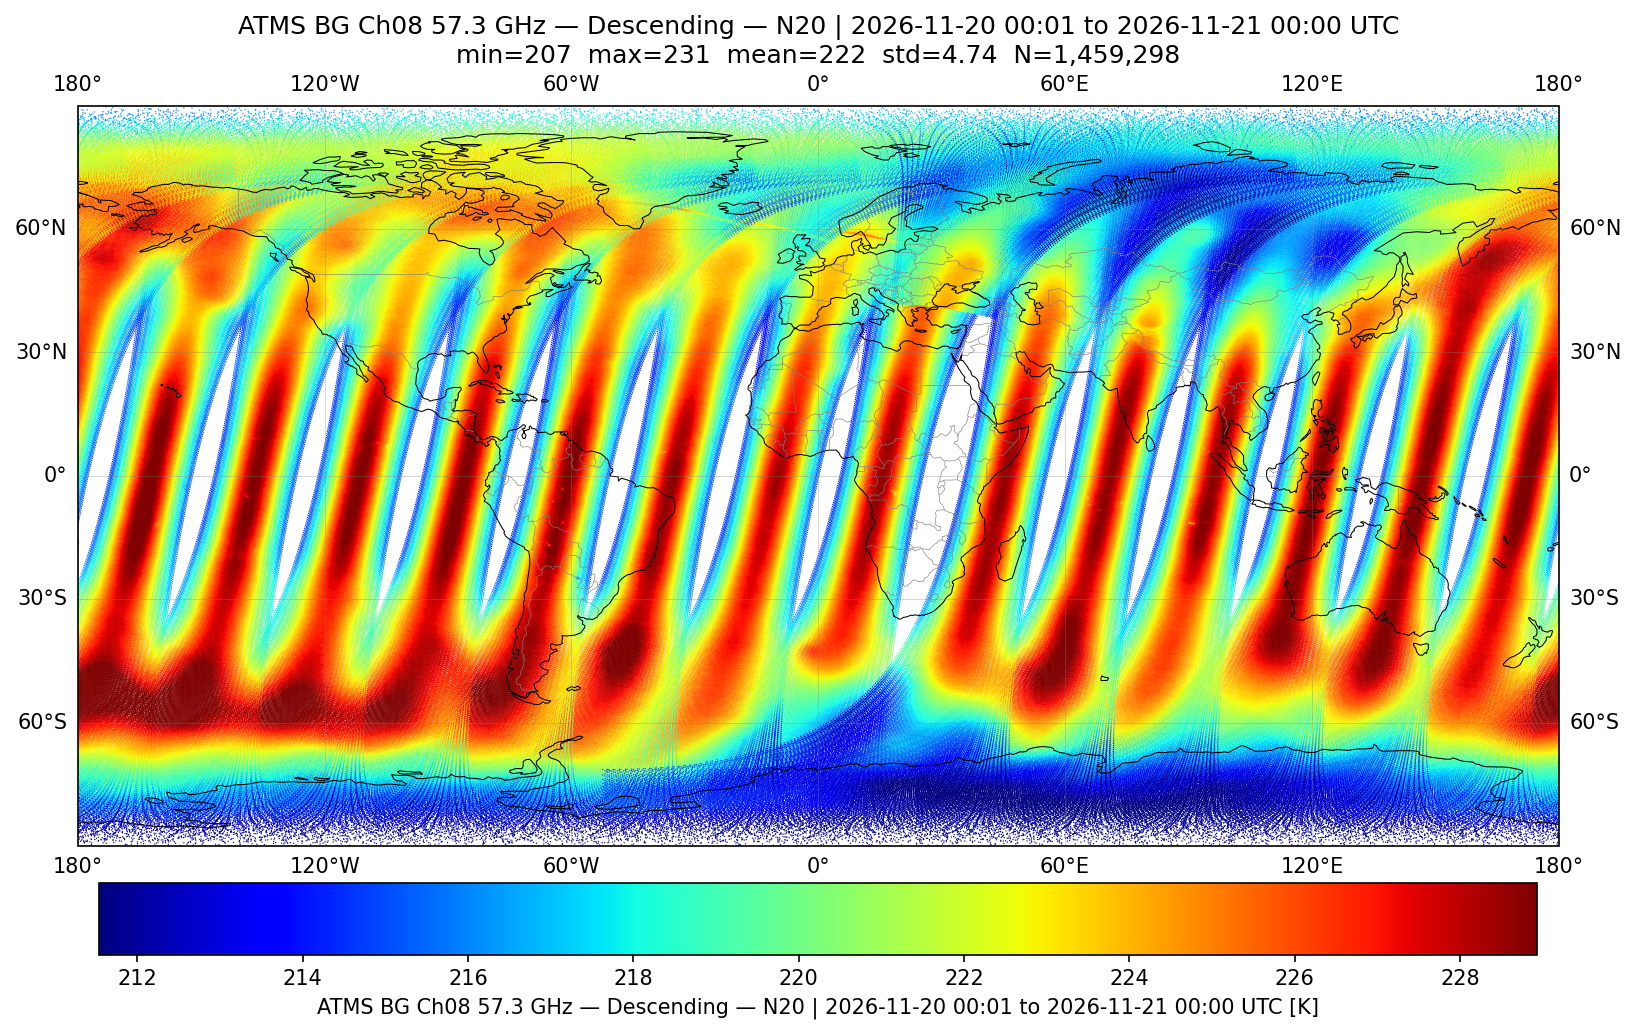 ATMS BG Ch08 57.3 GHz — Descending — N20 | 2026-11-20 00:01 to 2026-11-21 00:00 UTC
min=207 max=231 mean=222 std=4.74 N=1,459,298
180° 120°W 60°W 0° 60°E 120°E 180°
60°N 60°N
30°N 30°N
0° 0°
30°S 30°S
60°S 60°S
180° 120°W 60°W 0° 60°E 120°E 180°
212 214 216 218 220 222 224 226 228
ATMS BG Ch08 57.3 GHz — Descending — N20 | 2026-11-20 00:01 to 2026-11-21 00:00 UTC [K]